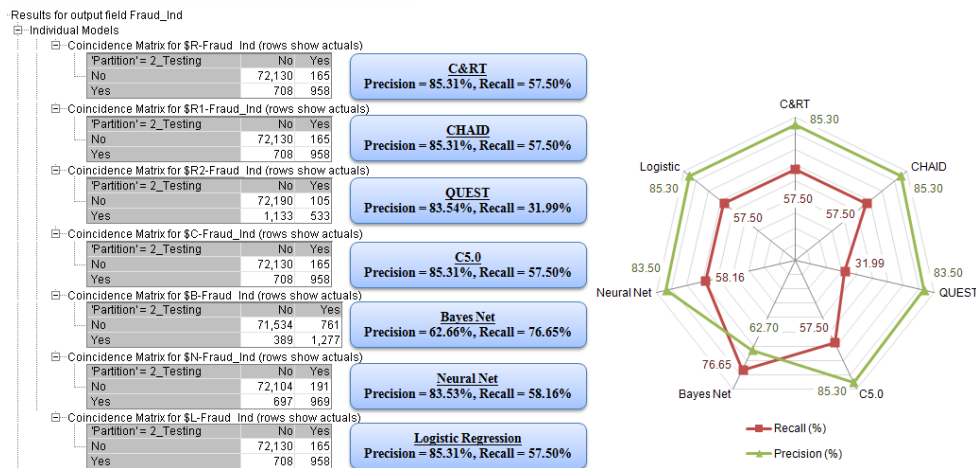 Results for output field Fraud_Ind
Individual Models
Coincidence Matrix for $R-Fraud_Ind (rows show actuals)
'Partition' = 2_Testing No Yes
No 72,130 165
Yes 708 958
C&RT
Precision = 85.31%, Recall = 57.50%
Coincidence Matrix for $R1-Fraud_Ind (rows show actuals)
'Partition' = 2_Testing No Yes
No 72,130 165
Yes 708 958
CHAID
Precision = 85.31%, Recall = 57.50%
Coincidence Matrix for $R2-Fraud_Ind (rows show actuals)
'Partition' = 2_Testing No Yes
No 72,190 105
Yes 1,133 533
QUEST
Precision = 83.54%, Recall = 31.99%
Coincidence Matrix for $C-Fraud_Ind (rows show actuals)
'Partition' = 2_Testing No Yes
No 72,130 165
Yes 708 958
C5.0
Precision = 85.31%, Recall = 57.50%
Coincidence Matrix for $B-Fraud_Ind (rows show actuals)
'Partition' = 2_Testing No Yes
No 71,534 761
Yes 389 1,277
Bayes Net
Precision = 62.66%, Recall = 76.65%
Coincidence Matrix for $N-Fraud_Ind (rows show actuals)
'Partition' = 2_Testing No Yes
No 72,104 191
Yes 697 969
Neural Net
Precision = 83.53%, Recall = 58.16%
Coincidence Matrix for $L-Fraud_Ind (rows show actuals)
'Partition' = 2_Testing No Yes
No 72,130 165
Yes 708 958
Logistic Regression
Precision = 85.31%, Recall = 57.50%
C&RT
85.30
Logistic
CHAID
85.30
85.30
57.50
57.50
57.50
31.99
83.50
83.50
58.16
Neural Net
QUEST
62.70
57.50
76.65
85.30
Bayes Net
C5.0
Recall (%)
Precision (%)